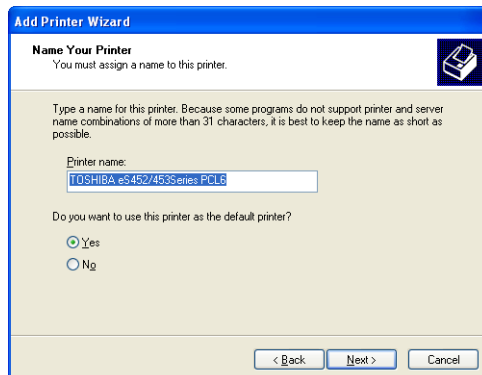 Add Printer Wizard
Name Your Printer
You must assign a name to this printer.
Type a name for this printer. Because some programs do not support printer and server
name combinations of more than 31 characters, it is best to keep the name as short as
possible.
Printer name:
TOSHIBA eS452/453Series PCL6
Do you want to use this printer as the default printer?
Yes
No
< Back
Next >
Cancel